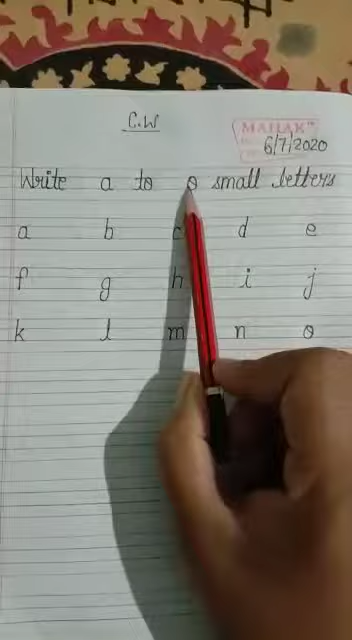 C.W
MAHAK
6/7/2020
Write a to o small letters
a b c d e
f g h i j
k l m n o